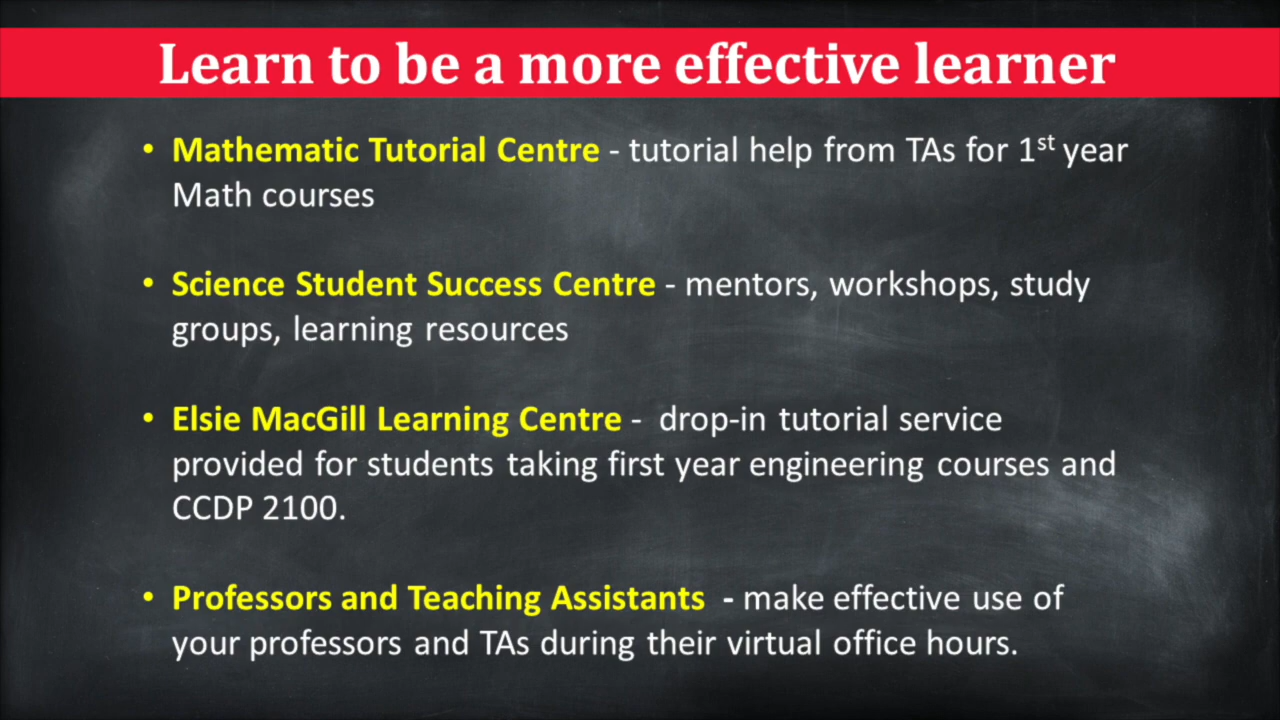 Learn to be a more effective learner
• Mathematic Tutorial Centre - tutorial help from TAs for 1st year
Math courses
• Science Student Success Centre - mentors, workshops, study
groups, learning resources
• Elsie MacGill Learning Centre - drop-in tutorial service
provided for students taking first year engineering courses and
CCDP 2100.
• Professors and Teaching Assistants - make effective use of
your professors and TAs during their virtual office hours.